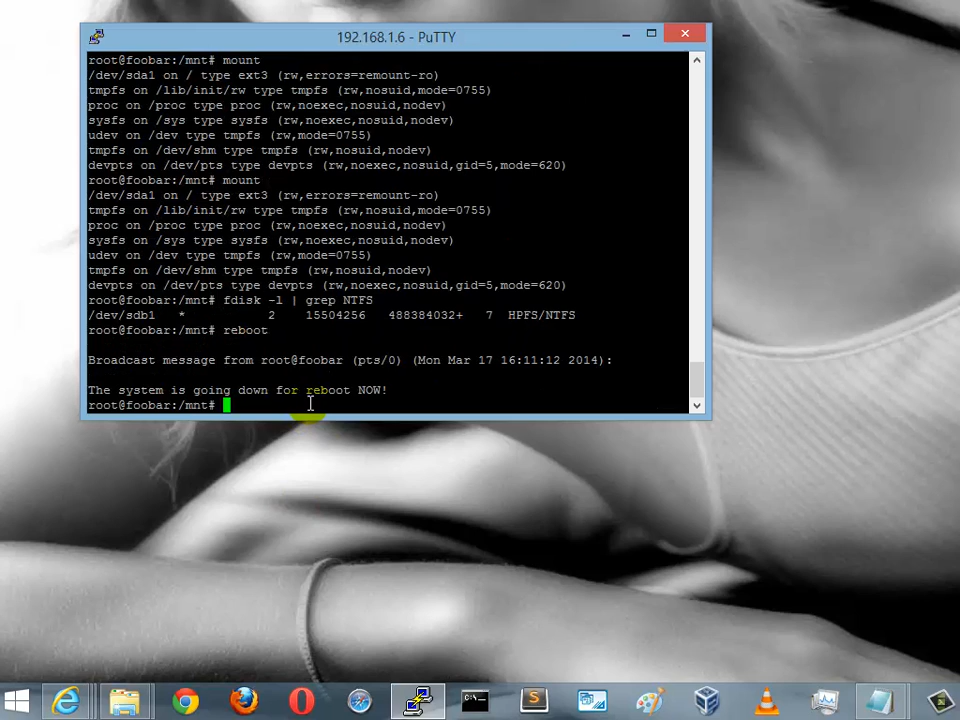 192.168.1.6 - PuTTY
root@foobar:/mnt# mount
/dev/sda1 on / type ext3 (rw,errors=remount-ro)
tmpfs on /lib/init/rw type tmpfs (rw,nosuid,mode=0755)
proc on /proc type proc (rw,noexec,nosuid,nodev)
sysfs on /sys type sysfs (rw,noexec,nosuid,nodev)
udev on /dev type tmpfs (rw,mode=0755)
tmpfs on /dev/shm type tmpfs (rw,nosuid,nodev)
devpts on /dev/pts type devpts (rw,noexec,nosuid,gid=5,mode=620)
root@foobar:/mnt# mount
/dev/sda1 on / type ext3 (rw,errors=remount-ro)
tmpfs on /lib/init/rw type tmpfs (rw,nosuid,mode=0755)
proc on /proc type proc (rw,noexec,nosuid,nodev)
sysfs on /sys type sysfs (rw,noexec,nosuid,nodev)
udev on /dev type tmpfs (rw,mode=0755)
tmpfs on /dev/shm type tmpfs (rw,nosuid,nodev)
devpts on /dev/pts type devpts (rw,noexec,nosuid,gid=5,mode=620)
root@foobar:/mnt# fdisk -l | grep NTFS
/dev/sdb1   *           2    15504256   488384032+   7  HPFS/NTFS
root@foobar:/mnt# reboot
Broadcast message from root@foobar (pts/0) (Mon Mar 17 16:11:12 2014):
The system is going down for reboot NOW!
root@foobar:/mnt#
C:\
S